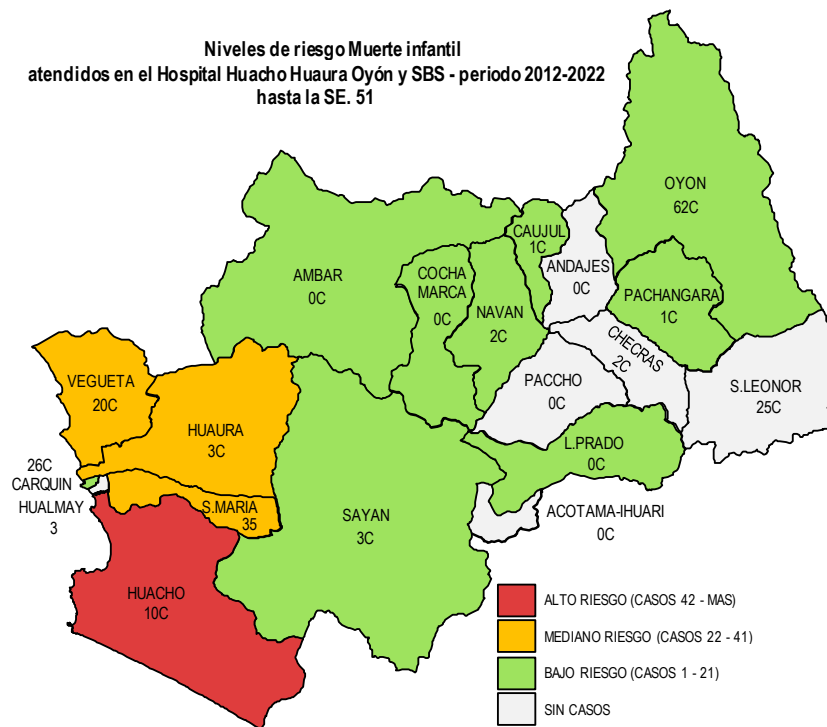 Niveles de riesgo Muerte infantil
atendidos en el Hospital Huacho Huaura Oyón y SBS - periodo 2012-2022
hasta la SE. 51
OYON
62C
CAUJUL
1C
ANDAJES
0C
AMBAR
0C
COCHA
MARCA
0C
NAVAN
2C
PACHANGARA
1C
CHECRAS
2C
PACCHO
0C
S.LEONOR
25C
VEGUETA
20C
HUAURA
3C
L.PRADO
0C
26C
CARQUIN
HUALMAY
3
S.MARIA
35
SAYAN
3C
ACOTAMA-IHUARI
0C
HUACHO
10C
ALTO RIESGO (CASOS 42 - MAS)
MEDIANO RIESGO (CASOS 22 - 41)
BAJO RIESGO (CASOS 1 - 21)
SIN CASOS